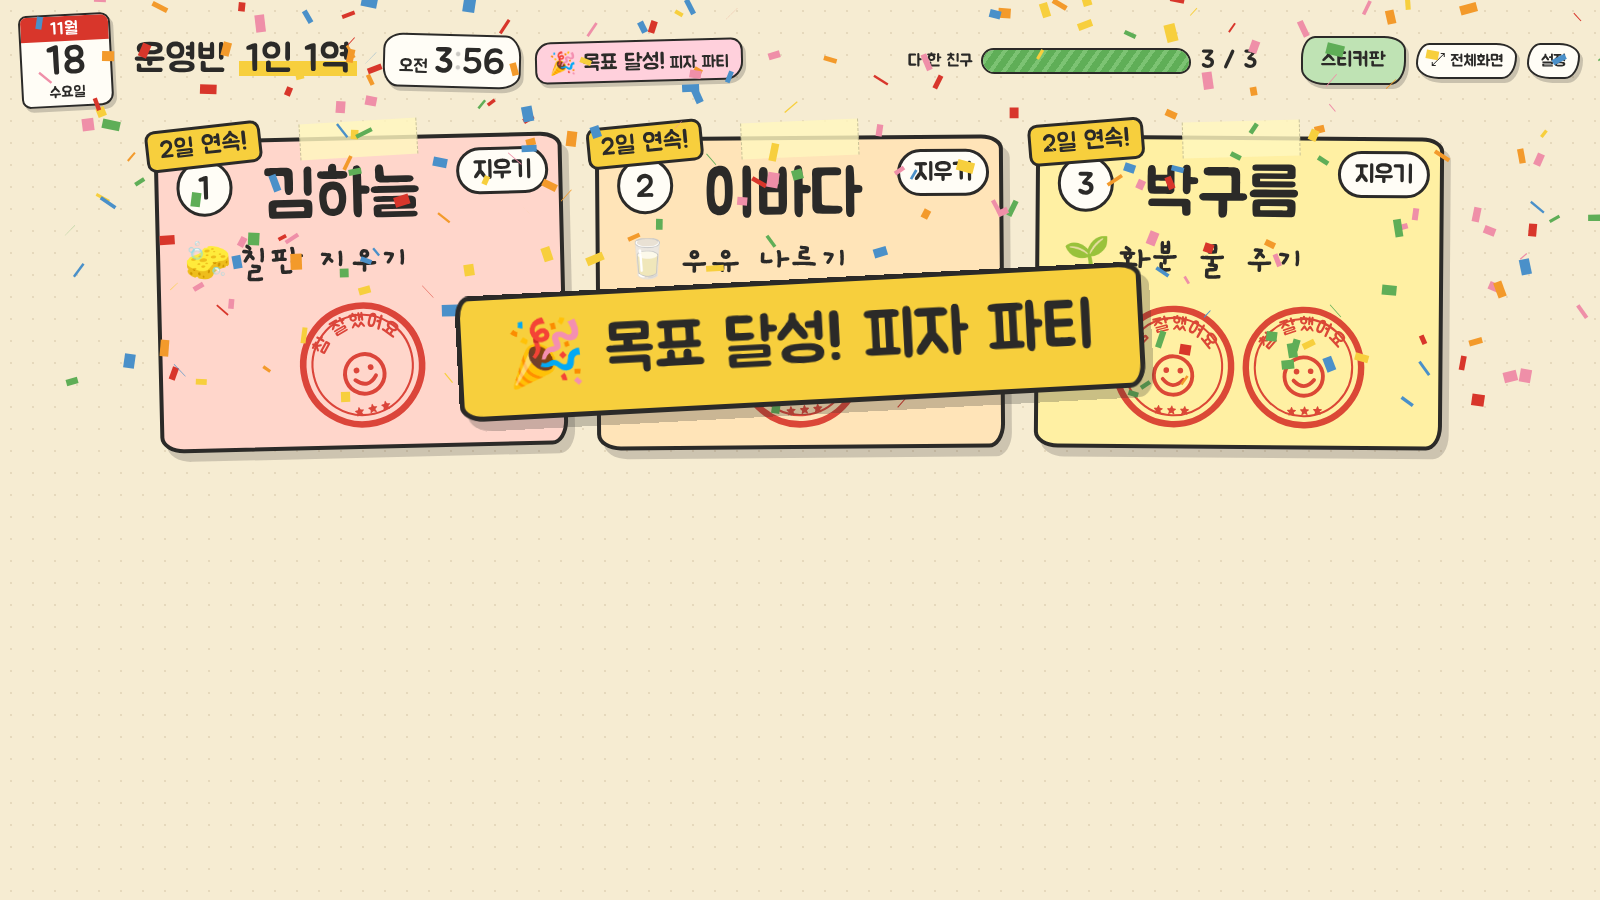 11월
18
수요일
운영반 1인 1역
오전 3:56
목표 달성! 피자 파티
다 한 친구
3 / 3
스티커판
전체화면
설정
2일 연속!
1
김하늘
지우기
칠판 지우기
참 잘했어요
2일 연속!
2
이바다
지우기
우유 나르기
2일 연속!
3
박구름
지우기
화분 물 주기
잘했어요
참 잘했어요
목표 달성! 피자 파티